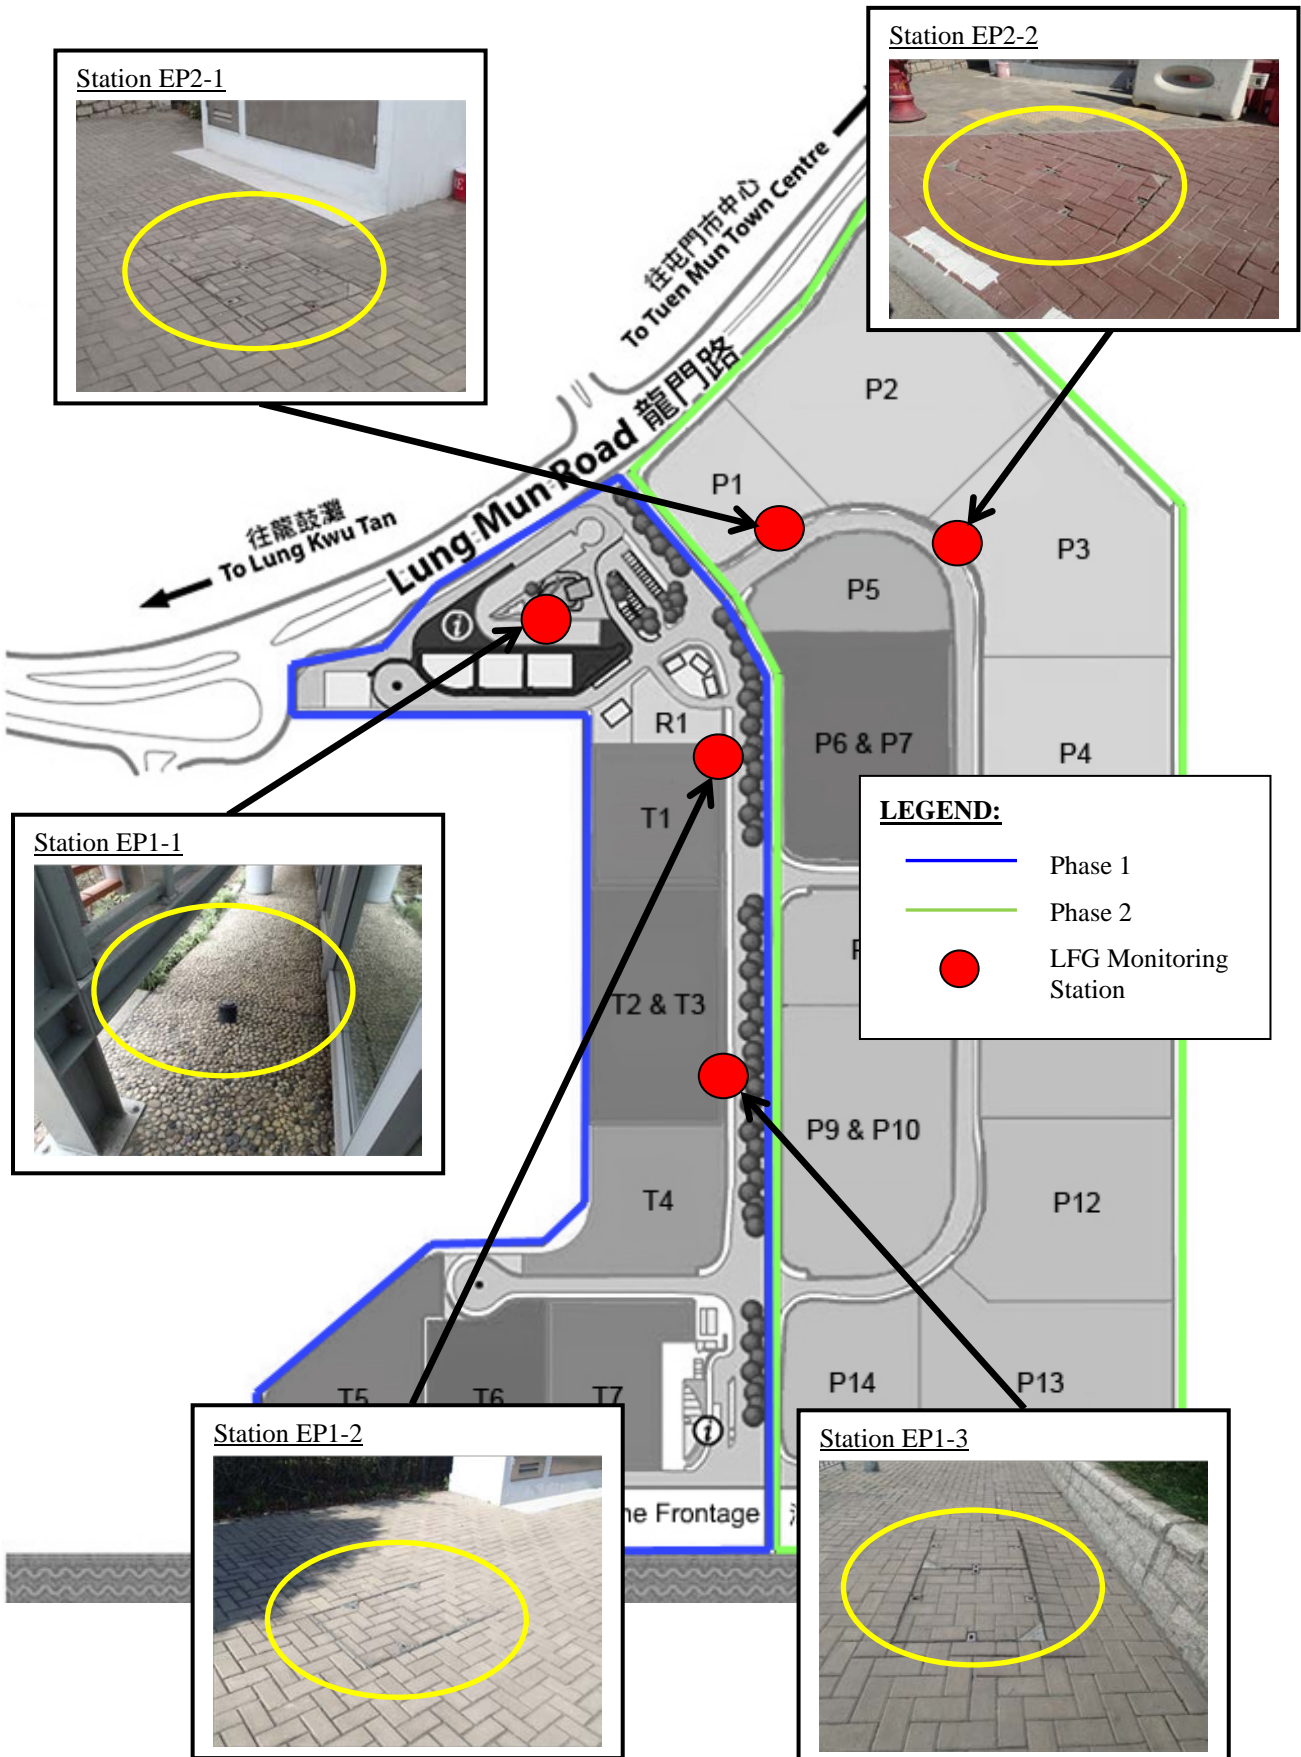 Station EP2-1
Station EP2-2
往屯門市中心
To Tuen Mun Town Centre
Lung Mun Road 龍門路
往龍鼓灘
To Lung Kwu Tan
P2
P1
P3
P5
R1
P6 & P7
P4
T1
Station EP1-1
LEGEND:
Phase 1
Phase 2
LFG Monitoring
Station
T2 & T3
P9 & P10
T4
P12
T5
T6
T7
P14
P13
i
i
Station EP1-2
Station EP1-3
ne Frontage